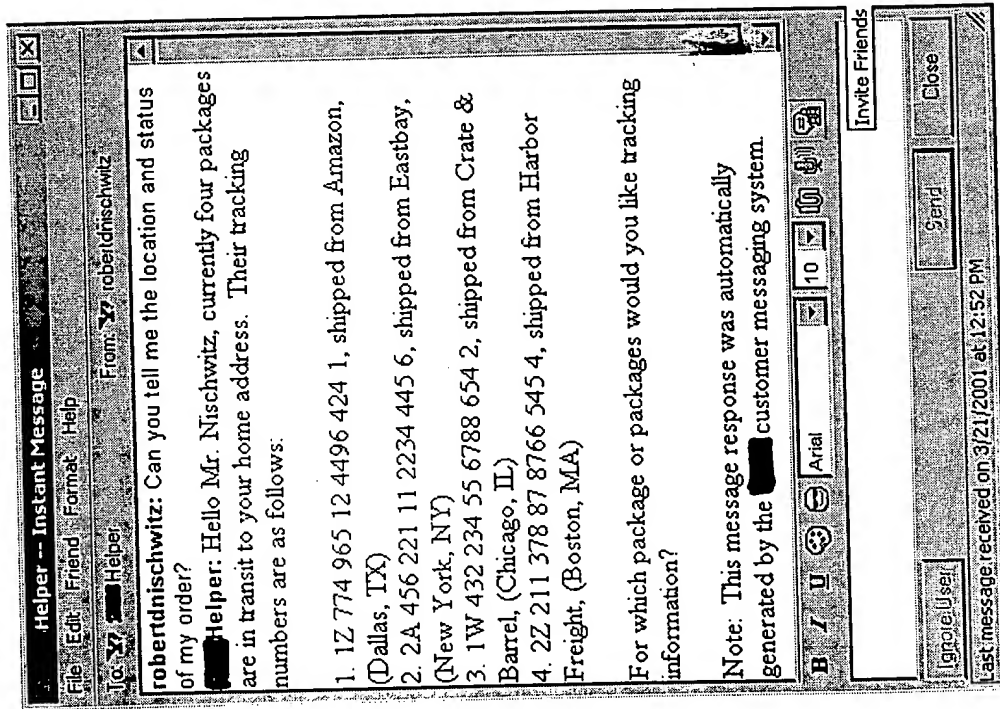 Helper -- Instant Message
File Edit Friend Format Help
To: Y? Helper From: Y? robertdnischwitz
robertdnischwitz: Can you tell me the location and status
of my order?
Helper: Hello Mr. Nischwitz, currently four packages
are in transit to your home address. Their tracking
numbers are as follows:
1. 1Z 774 965 12 4496 424 1, shipped from Amazon,
(Dallas, TX)
2. 2A 456 221 11 2234 445 6, shipped from Eastbay,
(New York, NY)
3. 1W 432 234 55 6788 654 2, shipped from Crate &
Barrel, (Chicago, IL)
4. 2Z 211 378 87 8766 545 4, shipped from Harbor
Freight, (Boston, MA)
For which package or packages would you like tracking
information?
Note: This message response was automatically
generated by the customer messaging system.
B I U Arial 10
Invite Friends
Ignore User Send Close
Last message received on 3/21/2001 at 12:52 PM